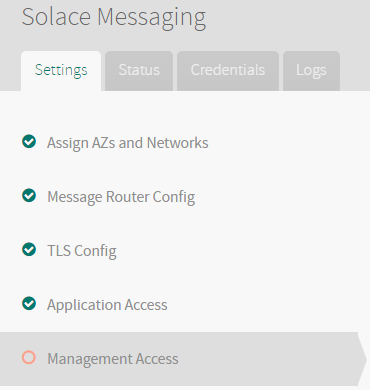 Solace Messaging
Settings Status Credentials Logs
Assign AZs and Networks
Message Router Config
TLS Config
Application Access
Management Access